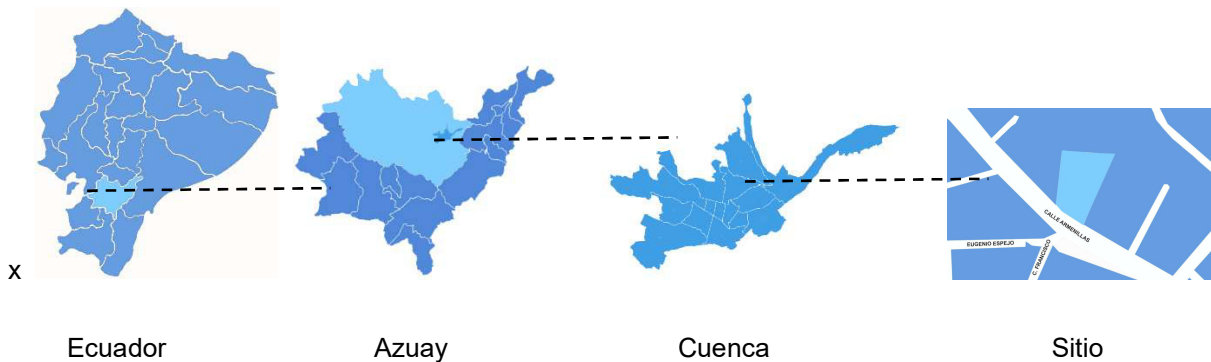 CALLE ARMENILLAS
EUGENIO ESPEJO
C. FRANCISCO
x
Ecuador Azuay Cuenca Sitio